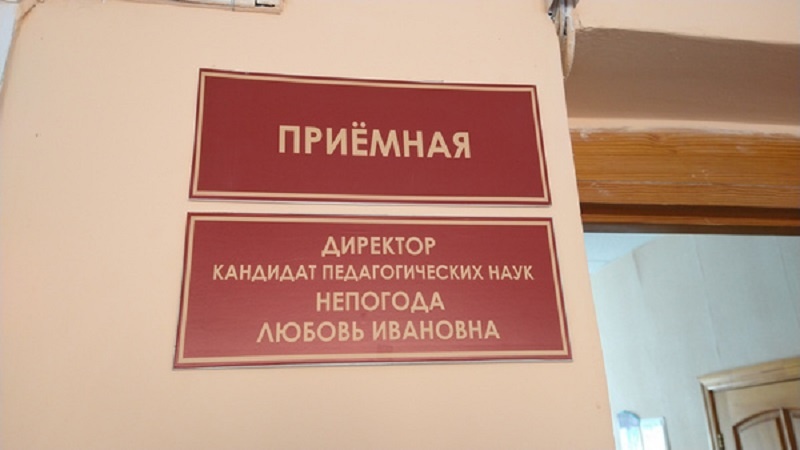 ПРИЁМНАЯ
ДИРЕКТОР
КАНДИДАТ ПЕДАГОГИЧЕСКИХ НАУК
НЕПОГОДА
ЛЮБОВЬ ИВАНОВНА